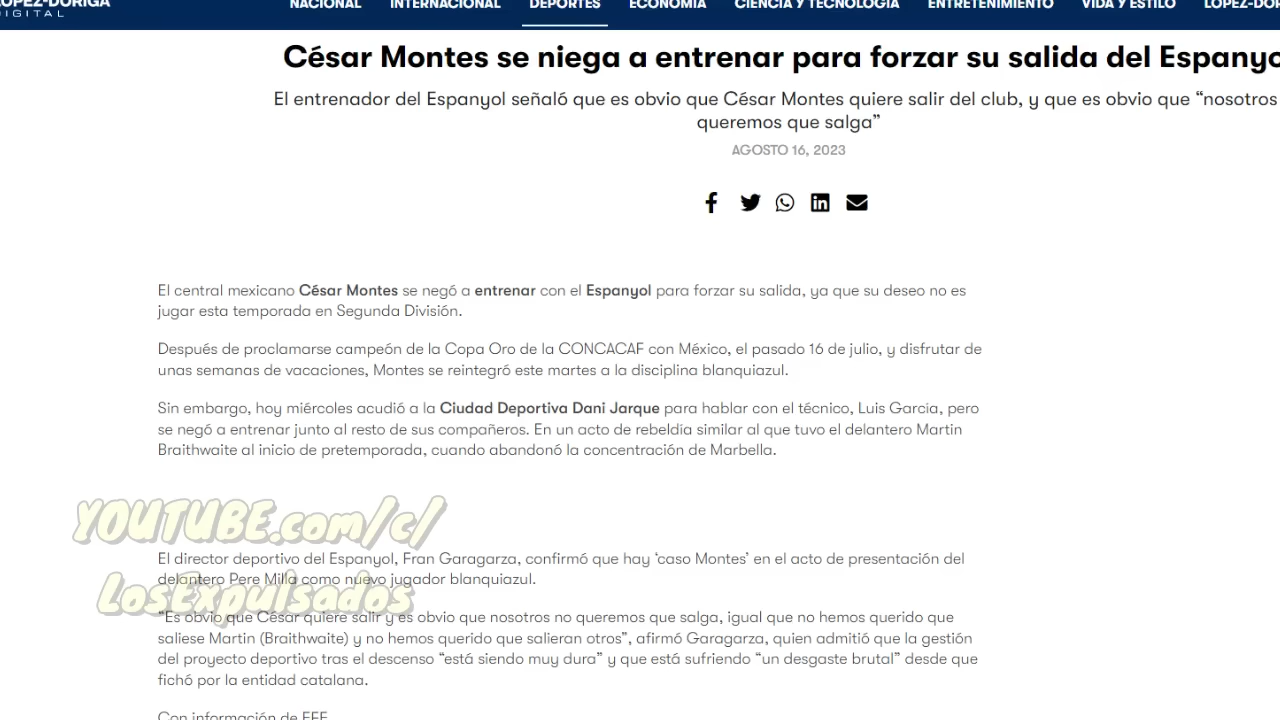 LÓPEZ-DÓRIGA
DIGITAL
NACIONAL INTERNACIONAL DEPORTES ECONOMÍA CIENCIA Y TECNOLOGÍA ENTRETENIMIENTO VIDA Y ESTILO LÓPEZ-DÓRI
César Montes se niega a entrenar para forzar su salida del Espanyo
El entrenador del Espanyol señaló que es obvio que César Montes quiere salir del club, y que es obvio que “nosotros
queremos que salga”
AGOSTO 16, 2023
El central mexicano César Montes se negó a entrenar con el Espanyol para forzar su salida, ya que su deseo no es
jugar esta temporada en Segunda División.
Después de proclamarse campeón de la Copa Oro de la CONCACAF con México, el pasado 16 de julio, y disfrutar de
unas semanas de vacaciones, Montes se reintegró este martes a la disciplina blanquiazul.
Sin embargo, hoy miércoles acudió a la Ciudad Deportiva Dani Jarque para hablar con el técnico, Luis García, pero
se negó a entrenar junto al resto de sus compañeros. En un acto de rebeldía similar al que tuvo el delantero Martin
Braithwaite al inicio de pretemporada, cuando abandonó la concentración de Marbella.
YOUTUBE.com/c/
LosExpulsados
El director deportivo del Espanyol, Fran Garagarza, confirmó que hay ‘caso Montes’ en el acto de presentación del
delantero Pere Milla como nuevo jugador blanquiazul.
“Es obvio que César quiere salir y es obvio que nosotros no queremos que salga, igual que no hemos querido que
saliese Martin (Braithwaite) y no hemos querido que salieran otros”, afirmó Garagarza, quien admitió que la gestión
del proyecto deportivo tras el descenso “está siendo muy dura” y que está sufriendo “un desgaste brutal” desde que
fichó por la entidad catalana.
Con información de EFE